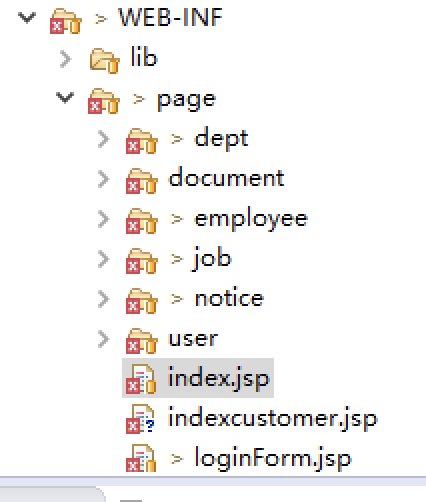 > WEB-INF
lib
> page
> dept
document
> employee
> job
> notice
user
index.jsp
indexcustomer.jsp
> loginForm.jsp